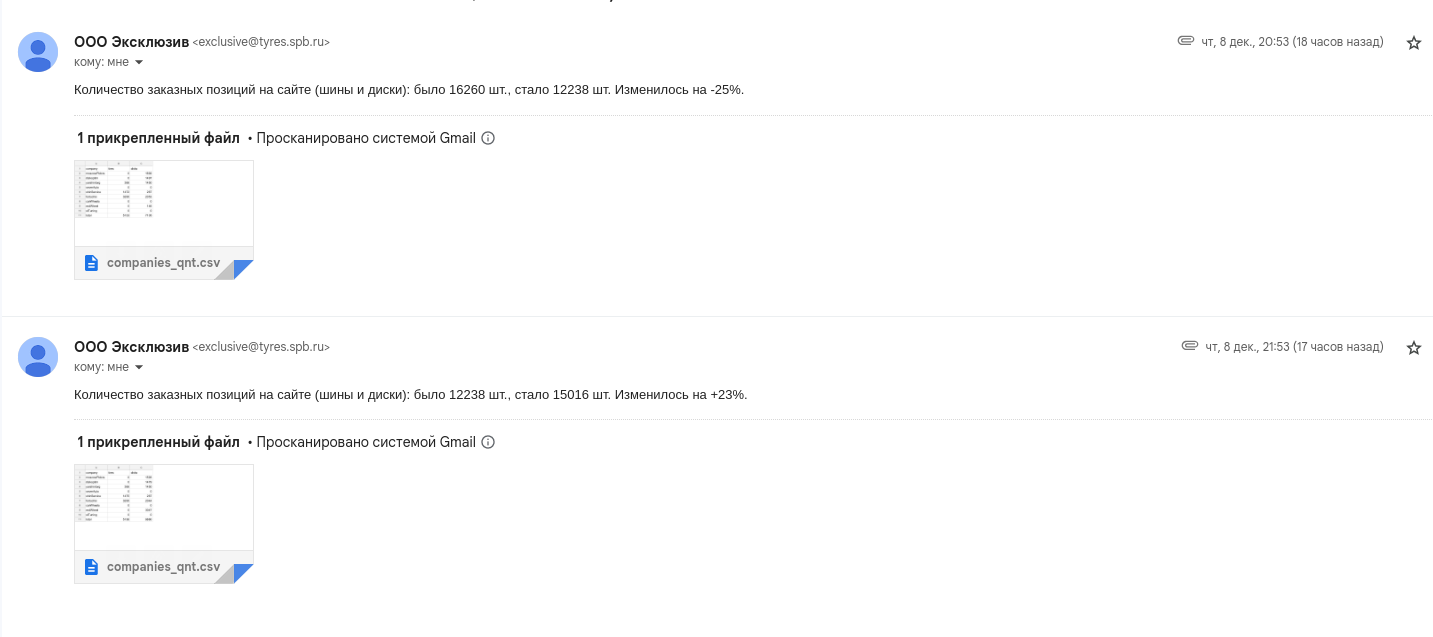 ООО Эксклюзив <exclusive@tyres.spb.ru>
чт, 8 дек., 20:53 (18 часов назад)
кому: мне
Количество заказных позиций на сайте (шины и диски): было 16260 шт., стало 12238 шт. Изменилось на -25%.
1 прикрепленный файл • Просканировано системой Gmail
companies_qnt.csv
ООО Эксклюзив <exclusive@tyres.spb.ru>
чт, 8 дек., 21:53 (17 часов назад)
кому: мне
Количество заказных позиций на сайте (шины и диски): было 12238 шт., стало 15016 шт. Изменилось на +23%.
1 прикрепленный файл • Просканировано системой Gmail
companies_qnt.csv